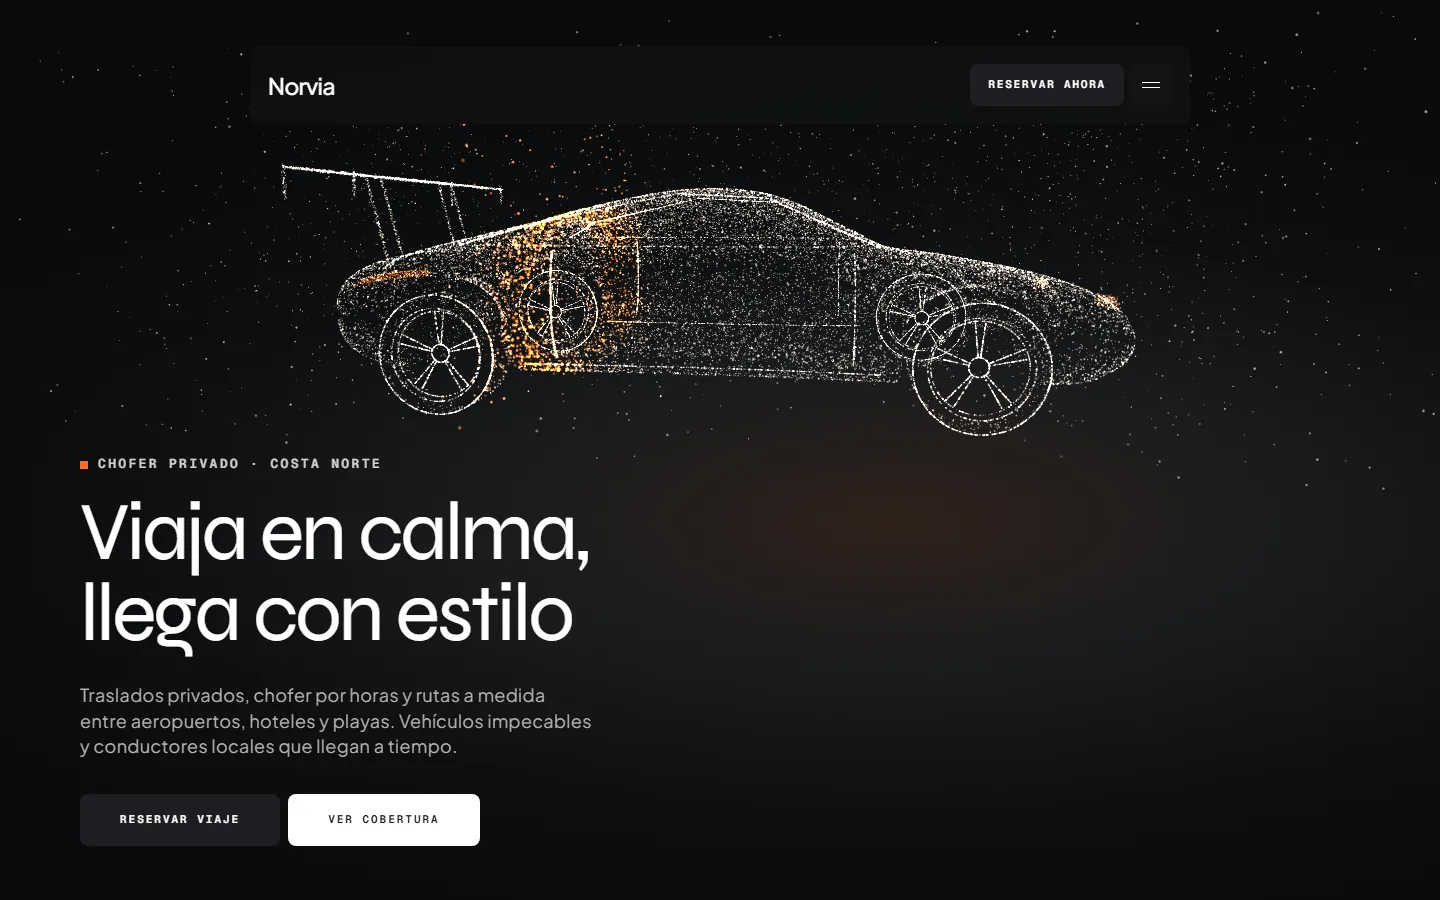 Norvia
RESERVAR AHORA
CHOFER PRIVADO · COSTA NORTE
Viaja en calma,
llega con estilo
Traslados privados, chofer por horas y rutas a medida
entre aeropuertos, hoteles y playas. Vehículos impecables
y conductores locales que llegan a tiempo.
RESERVAR VIAJE
VER COBERTURA